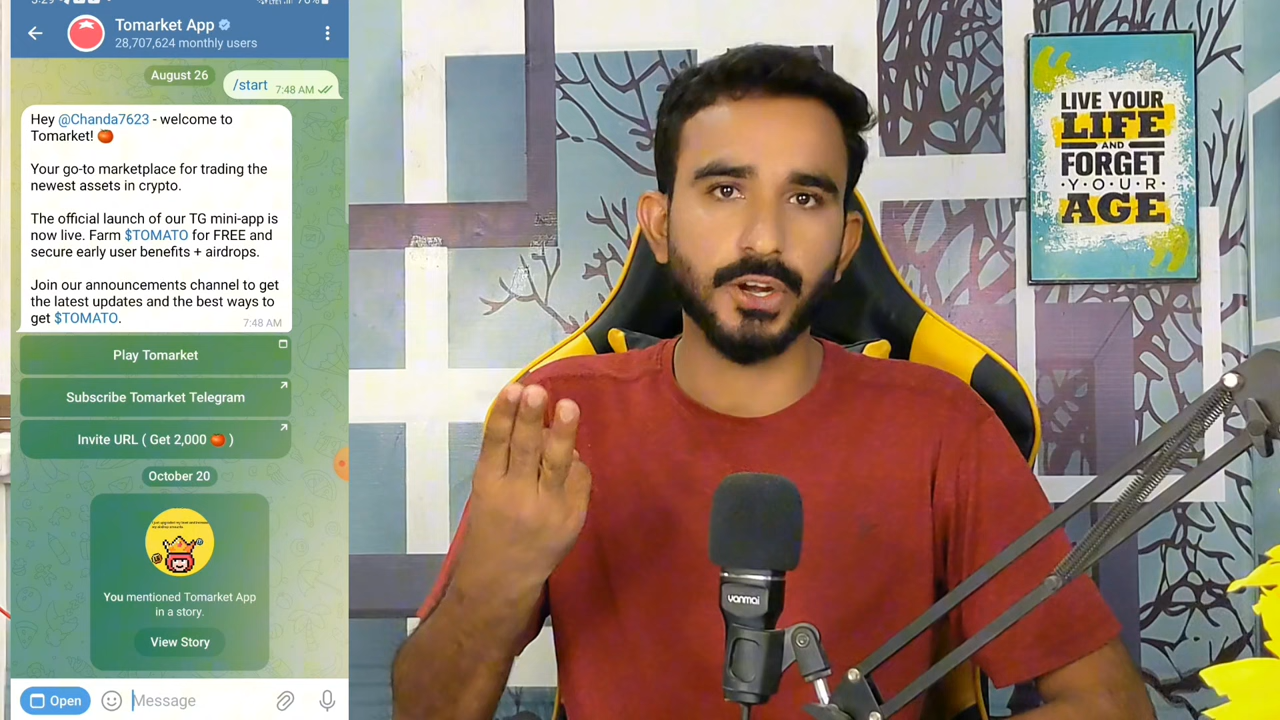 Tomarket App
28,707,624 monthly users
August 26
/start 7:48 AM
Hey @Chanda7623 - welcome to
Tomarket! 🍅
Your go-to marketplace for trading the
newest assets in crypto.
The official launch of our TG mini-app is
now live. Farm $TOMATO for FREE and
secure early user benefits + airdrops.
Join our announcements channel to get
the latest updates and the best ways to
get $TOMATO.
7:48 AM
Play Tomarket
Subscribe Tomarket Telegram
Invite URL ( Get 2,000 🍅 )
October 20
You mentioned Tomarket App
in a story.
View Story
Open
Message
LIVE YOUR
LIFE
AND
FORGET
·Y·O·U·R·
AGE
yanmai